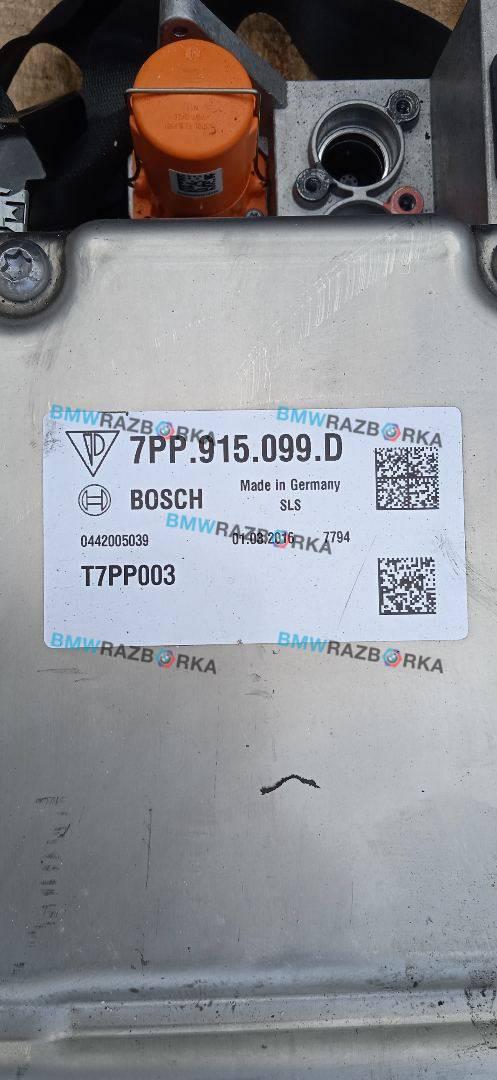 BMWRAZBORKA BMWRAZBORKA
7PP.915.099.D
BOSCH Made in Germany
SLS
BMWRAZBORKA
0442005039 01.08.2016 7794
T7PP003
BMWRAZBORKA BMWRAZBORKA